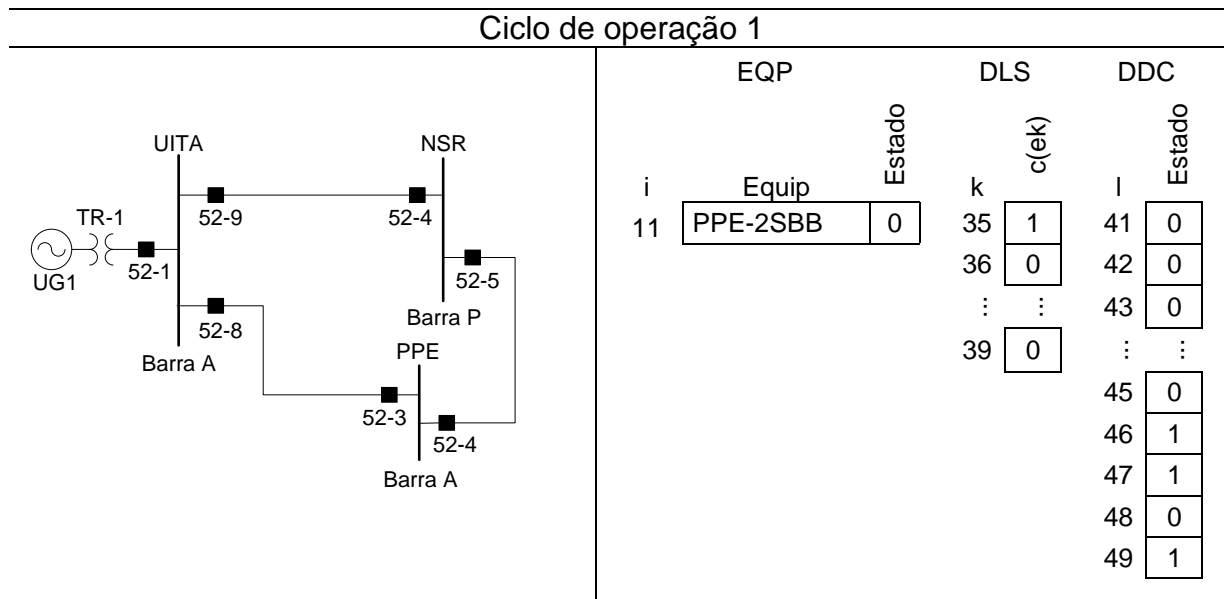 Ciclo de operação 1
UITA
NSR
TR-1
UG1
52-1
52-9
52-4
52-5
52-8
Barra A
Barra P
PPE
52-3
52-4
Barra A
EQP DLS DDC
i Equip Estado k c(ek) l Estado
11 PPE-2SBB 0 35 1 41 0
36 0 42 0
⋮ ⋮ 43 0
39 0 ⋮ ⋮
45 0
46 1
47 1
48 0
49 1